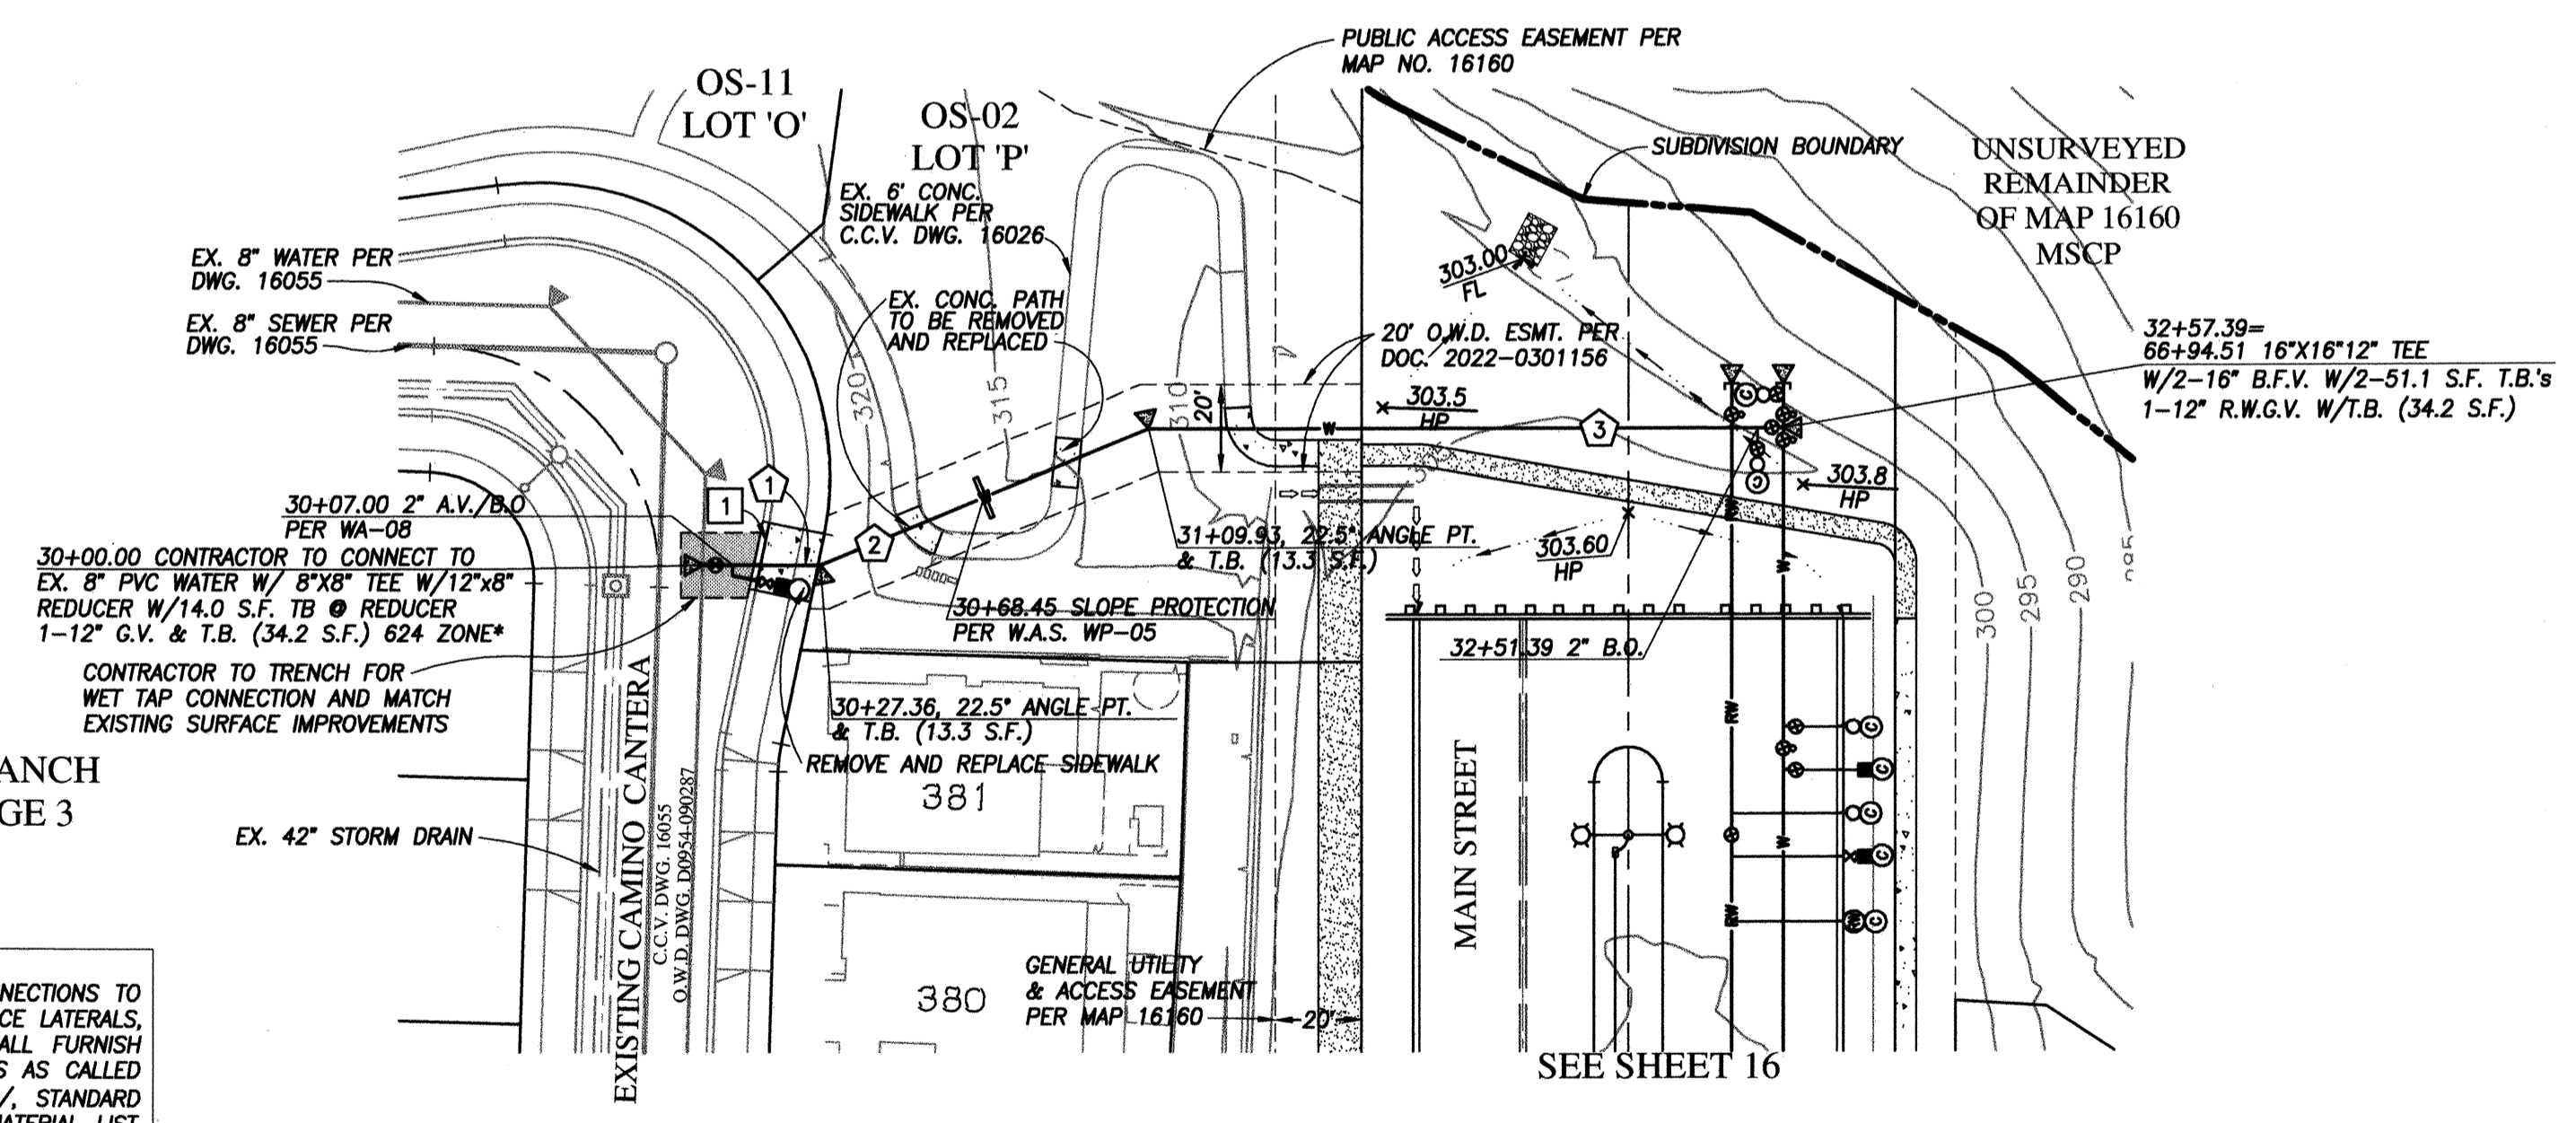 PUBLIC ACCESS EASEMENT PER
MAP NO. 16160
OS-11
LOT 'O'
OS-02
LOT 'P'
SUBDIVISION BOUNDARY
UNSURVEYED
REMAINDER
OF MAP 16160
MSCP
EX. 6' CONC.
SIDEWALK PER
C.C.V. DWG. 16026
EX. 8" WATER PER
DWG. 16055
EX. 8" SEWER PER
DWG. 16055
EX. CONC. PATH
TO BE REMOVED
AND REPLACED
303.00
FL
20' O.W.D. ESMT. PER
DOC. 2022-0301156
32+57.39=
66+94.51 16"X16"12" TEE
W/2-16" B.F.V. W/2-51.1 S.F. T.B.'s
1-12" R.W.G.V. W/T.B. (34.2 S.F.)
320
315
310
20'
303.5
HP
W
3
303.8
HP
1
1
2
30+07.00 2" A.V./B.O
PER WA-08
30+00.00 CONTRACTOR TO CONNECT TO
EX. 8" PVC WATER W/ 8"X8" TEE W/12"x8"
REDUCER W/14.0 S.F. TB @ REDUCER
1-12" G.V. & T.B. (34.2 S.F.) 624 ZONE*
31+09.93, 22.5° ANGLE PT.
& T.B. (13.3 S.F.)
303.60
HP
RW
W
300
295
290
285
30+68.45 SLOPE PROTECTION
PER W.A.S. WP-05
32+51.39 2" B.O.
CONTRACTOR TO TRENCH FOR
WET TAP CONNECTION AND MATCH
EXISTING SURFACE IMPROVEMENTS
30+27.36, 22.5° ANGLE PT.
& T.B. (13.3 S.F.)
REMOVE AND REPLACE SIDEWALK
ANCH
GE 3
381
EX. 42" STORM DRAIN
EXISTING CAMINO CANTERA
C.C.V. DWG. 16055
O.W.D. DWG. D0954-090287
MAIN STREET
RW
W
C
C
C
C
RW
RW
C
380
GENERAL UTILITY
& ACCESS EASEMENT
PER MAP 16160
20'
SEE SHEET 16
NECTIONS TO
CE LATERALS,
ALL FURNISH
S AS CALLED
/, STANDARD
MATERIAL LIST